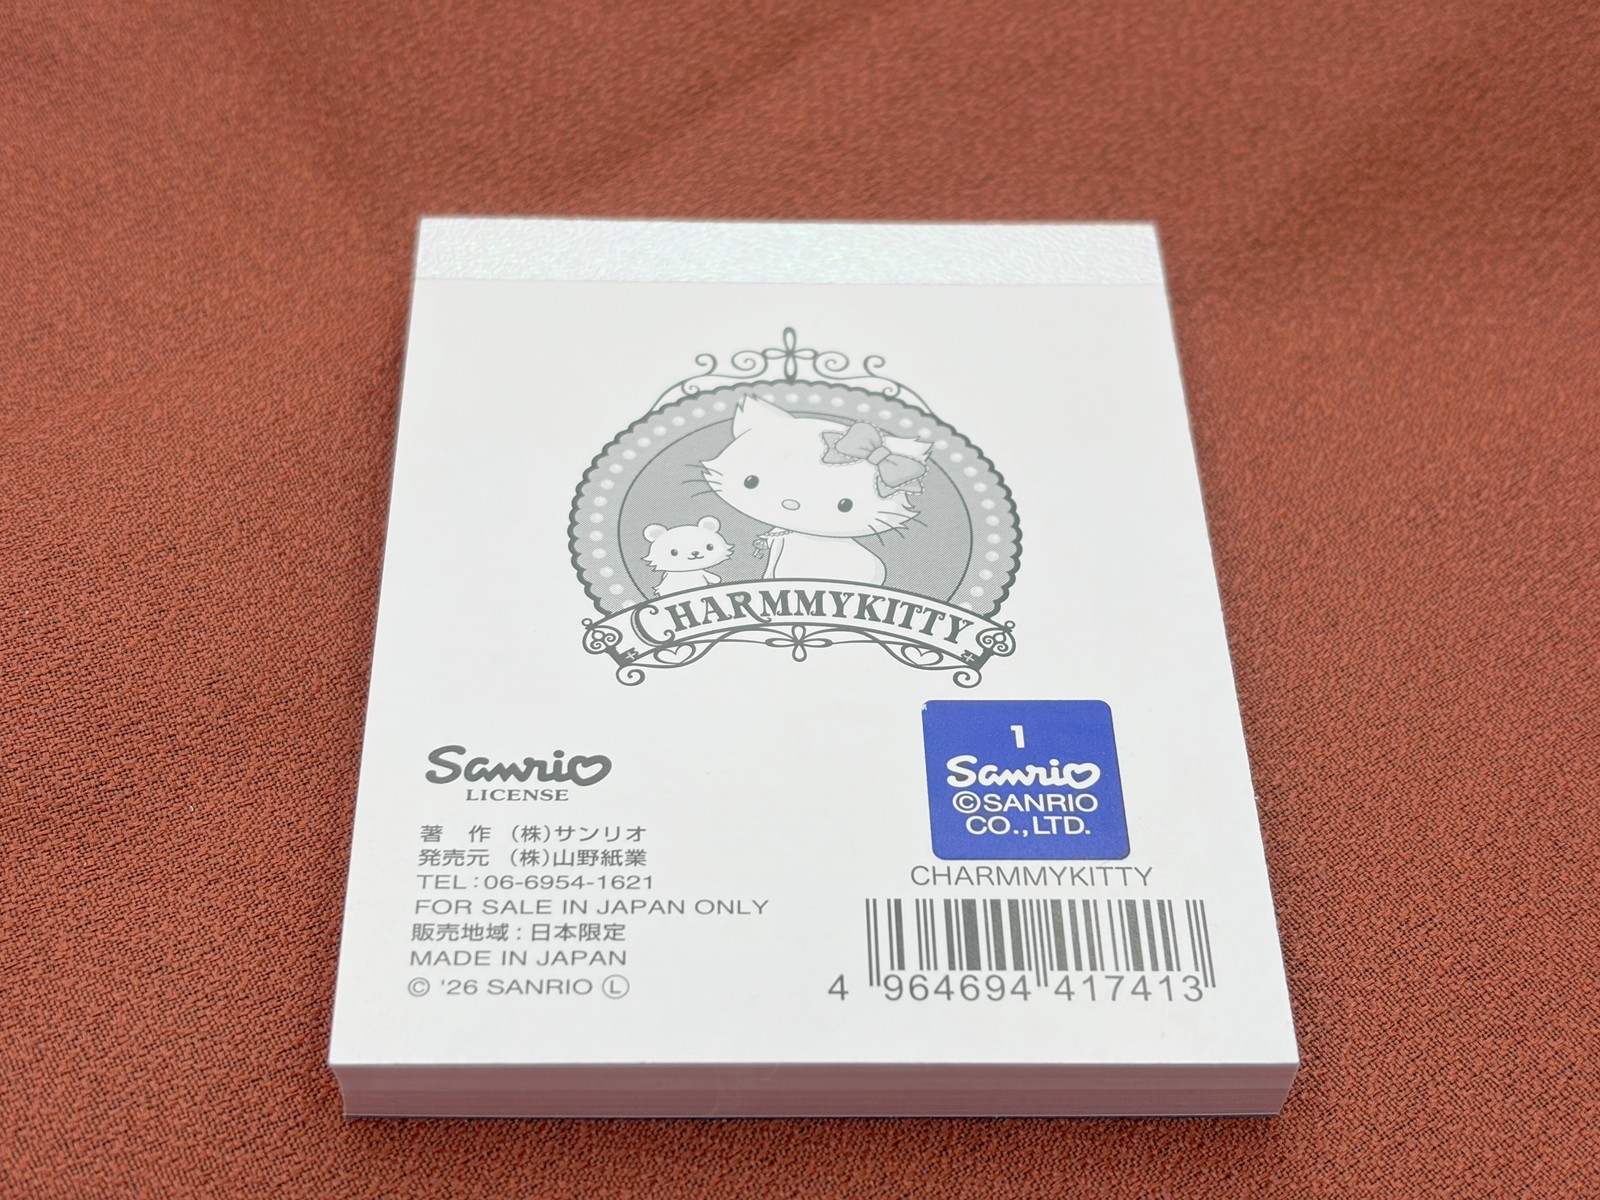 CHARMMYKITTY
Sanrio
LICENSE
著　作 (株)サンリオ
発売元 (株)山野紙業
TEL:06-6954-1621
FOR SALE IN JAPAN ONLY
販売地域:日本限定
MADE IN JAPAN
© '26 SANRIO Ⓛ
1
Sanrio
©SANRIO
CO.,LTD.
CHARMMYKITTY
4 964694 417413